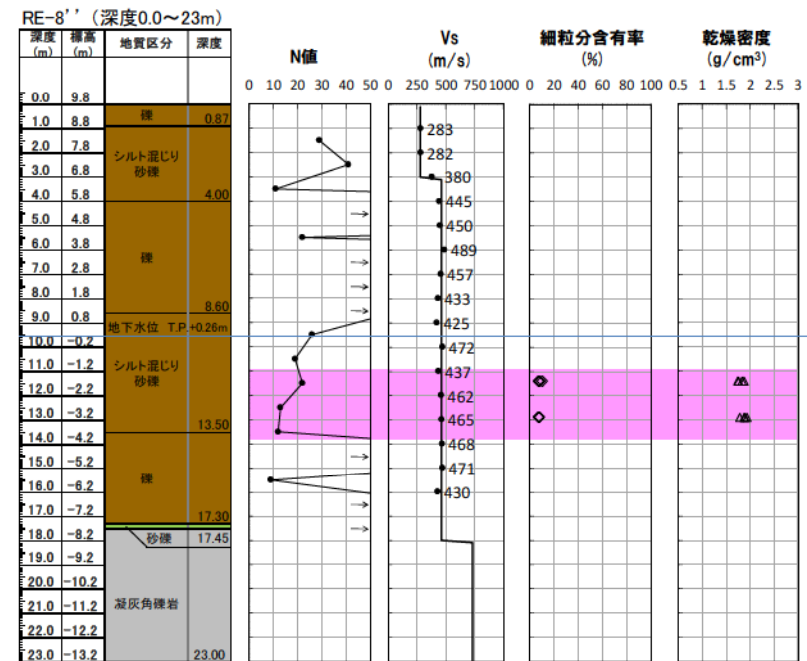 RE-8’’ (深度0.0～23m)
深度 標高 地質区分 深度
(m) (m)
N値
Vs
(m/s)
細粒分含有率
(%)
乾燥密度
(g/cm³)
0 10 20 30 40 50 0 250 500 750 1000 0 20 40 60 80 100 0.5 1 1.5 2 2.5 3
0.0 9.8
礫 0.87
1.0 8.8 283
2.0 7.8 282
シルト混じり
砂礫
3.0 6.8 380
4.00
4.0 5.8 445
5.0 4.8 450
6.0 3.8 489
礫
7.0 2.8 457
8.0 1.8 433
8.60
9.0 0.8 425
地下水位 T.P.+0.26m
10.0 -0.2 472
11.0 -1.2 437
シルト混じり
砂礫
12.0 -2.2 462
13.0 -3.2 465
13.50
14.0 -4.2 468
15.0 -5.2 471
礫
16.0 -6.2 430
17.0 -7.2
17.30
18.0 -8.2 砂礫 17.45
19.0 -9.2
20.0 -10.2
凝灰角礫岩
21.0 -11.2
22.0 -12.2
23.0 -13.2 23.00